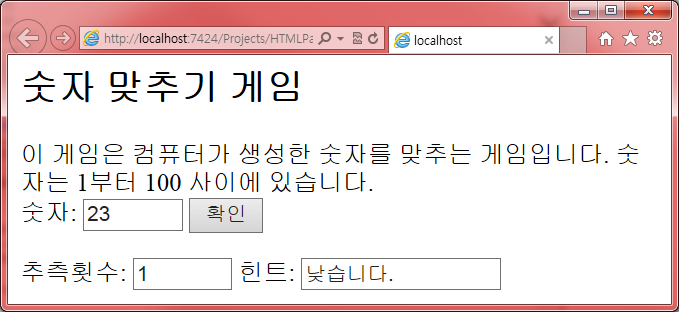 http://localhost:7424/Projects/HTMLPa
localhost
숫자 맞추기 게임
이 게임은 컴퓨터가 생성한 숫자를 맞추는 게임입니다. 숫
자는 1부터 100 사이에 있습니다.
숫자: 23 확인
추측횟수: 1 힌트: 낮습니다.